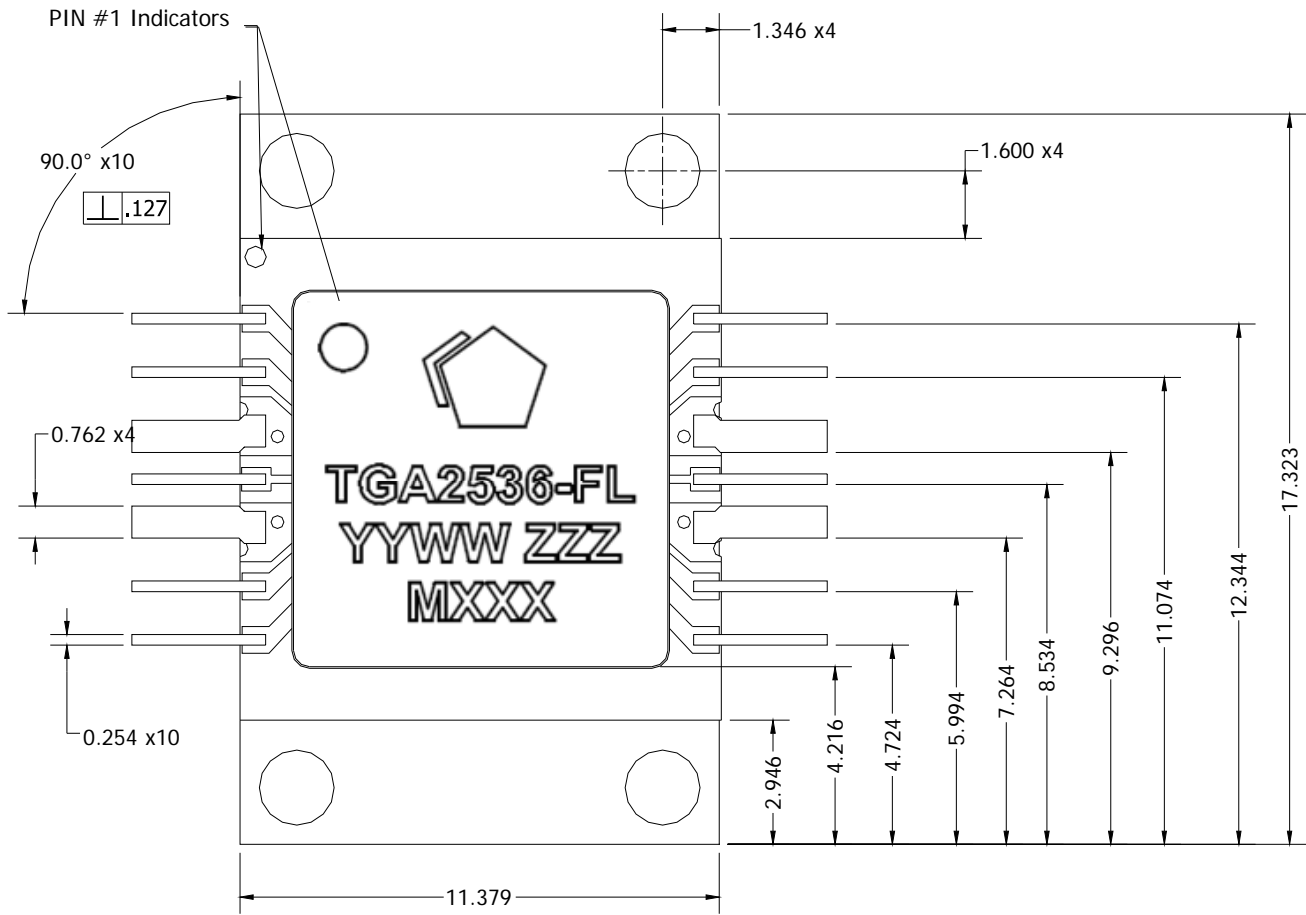 PIN #1 Indicators
1.346 x4
90.0° x10
.127
1.600 x4
0.762 x4
TGA2536-FL
YYWW ZZZ
MXXX
0.254 x10
2.946
4.216
4.724
5.994
7.264
8.534
9.296
11.074
12.344
17.323
11.379